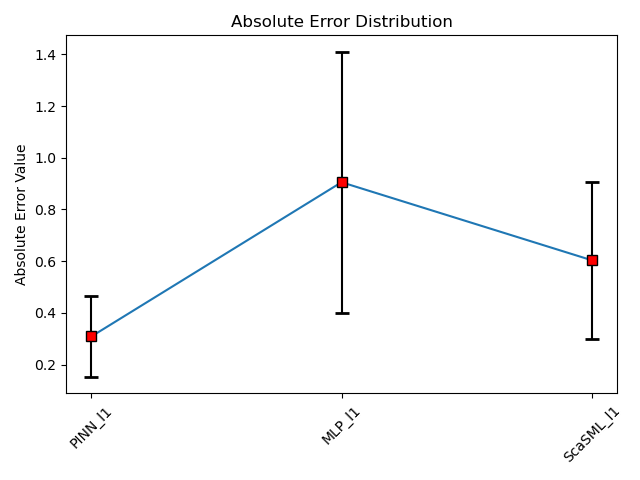 Absolute Error Distribution
Absolute Error Value
1.4
1.2
1.0
0.8
0.6
0.4
0.2
PINN_l1
MLP_l1
ScaSML_l1